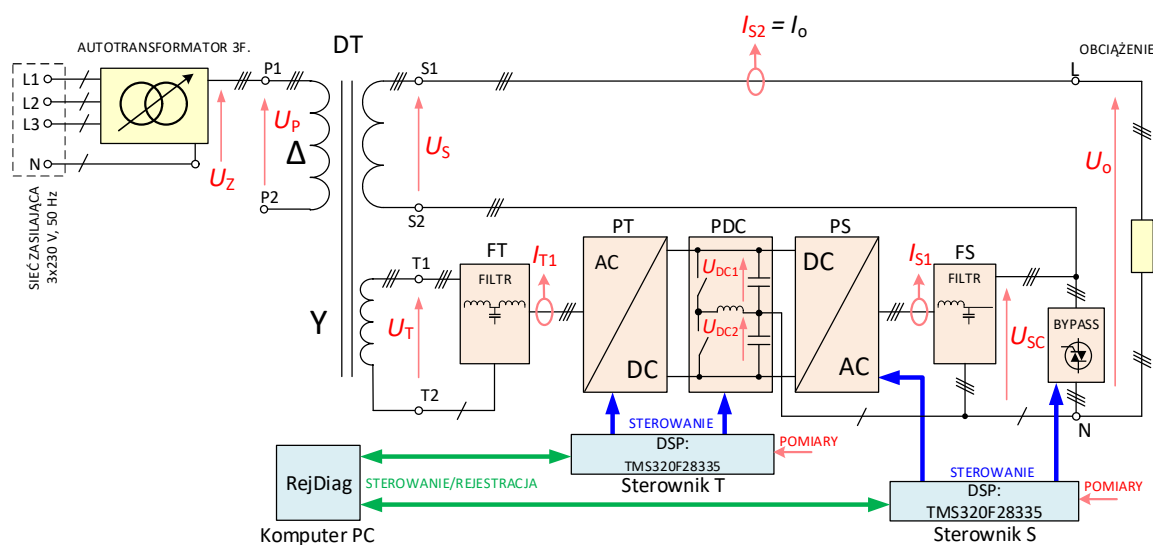 I_S2 = I_o
AUTOTRANSFORMATOR 3F.
DT
OBCIĄŻENIE
L1
L2
L3
N
P1
S1
L
U_P
U_S
U_o
Δ
U_Z
P2
S2
SIEĆ ZASILAJĄCA
3x230 V, 50 Hz
PT
PDC
PS
FT
FS
T1
I_T1
I_S1
FILTR
AC
DC
U_DC1
DC
FILTR
Y
U_T
U_DC2
U_SC
BYPASS
DC
AC
T2
N
STEROWANIE
DSP:
TMS320F28335
POMIARY
Sterownik T
RejDiag
STEROWANIE/REJESTRACJA
Komputer PC
STEROWANIE
DSP:
TMS320F28335
POMIARY
Sterownik S